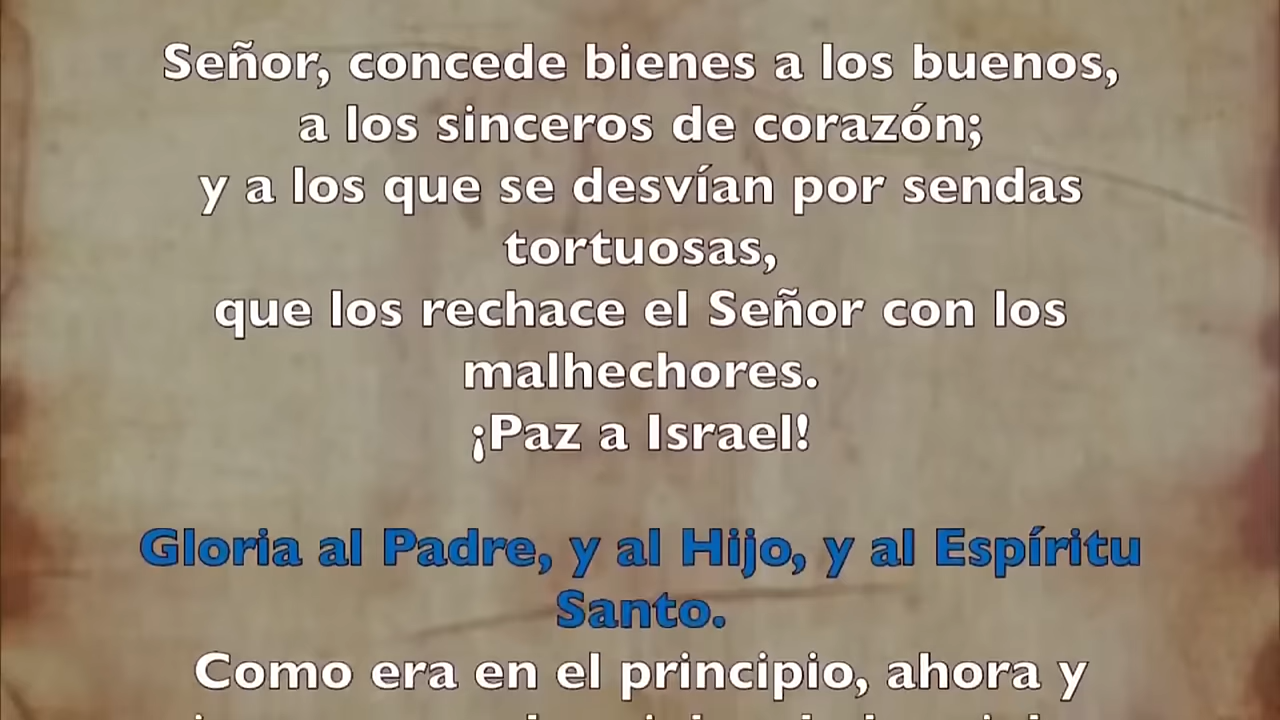 Señor, concede bienes a los buenos,
a los sinceros de corazón;
y a los que se desvían por sendas
tortuosas,
que los rechace el Señor con los
malhechores.
¡Paz a Israel!
Gloria al Padre, y al Hijo, y al Espíritu
Santo.
Como era en el principio, ahora y